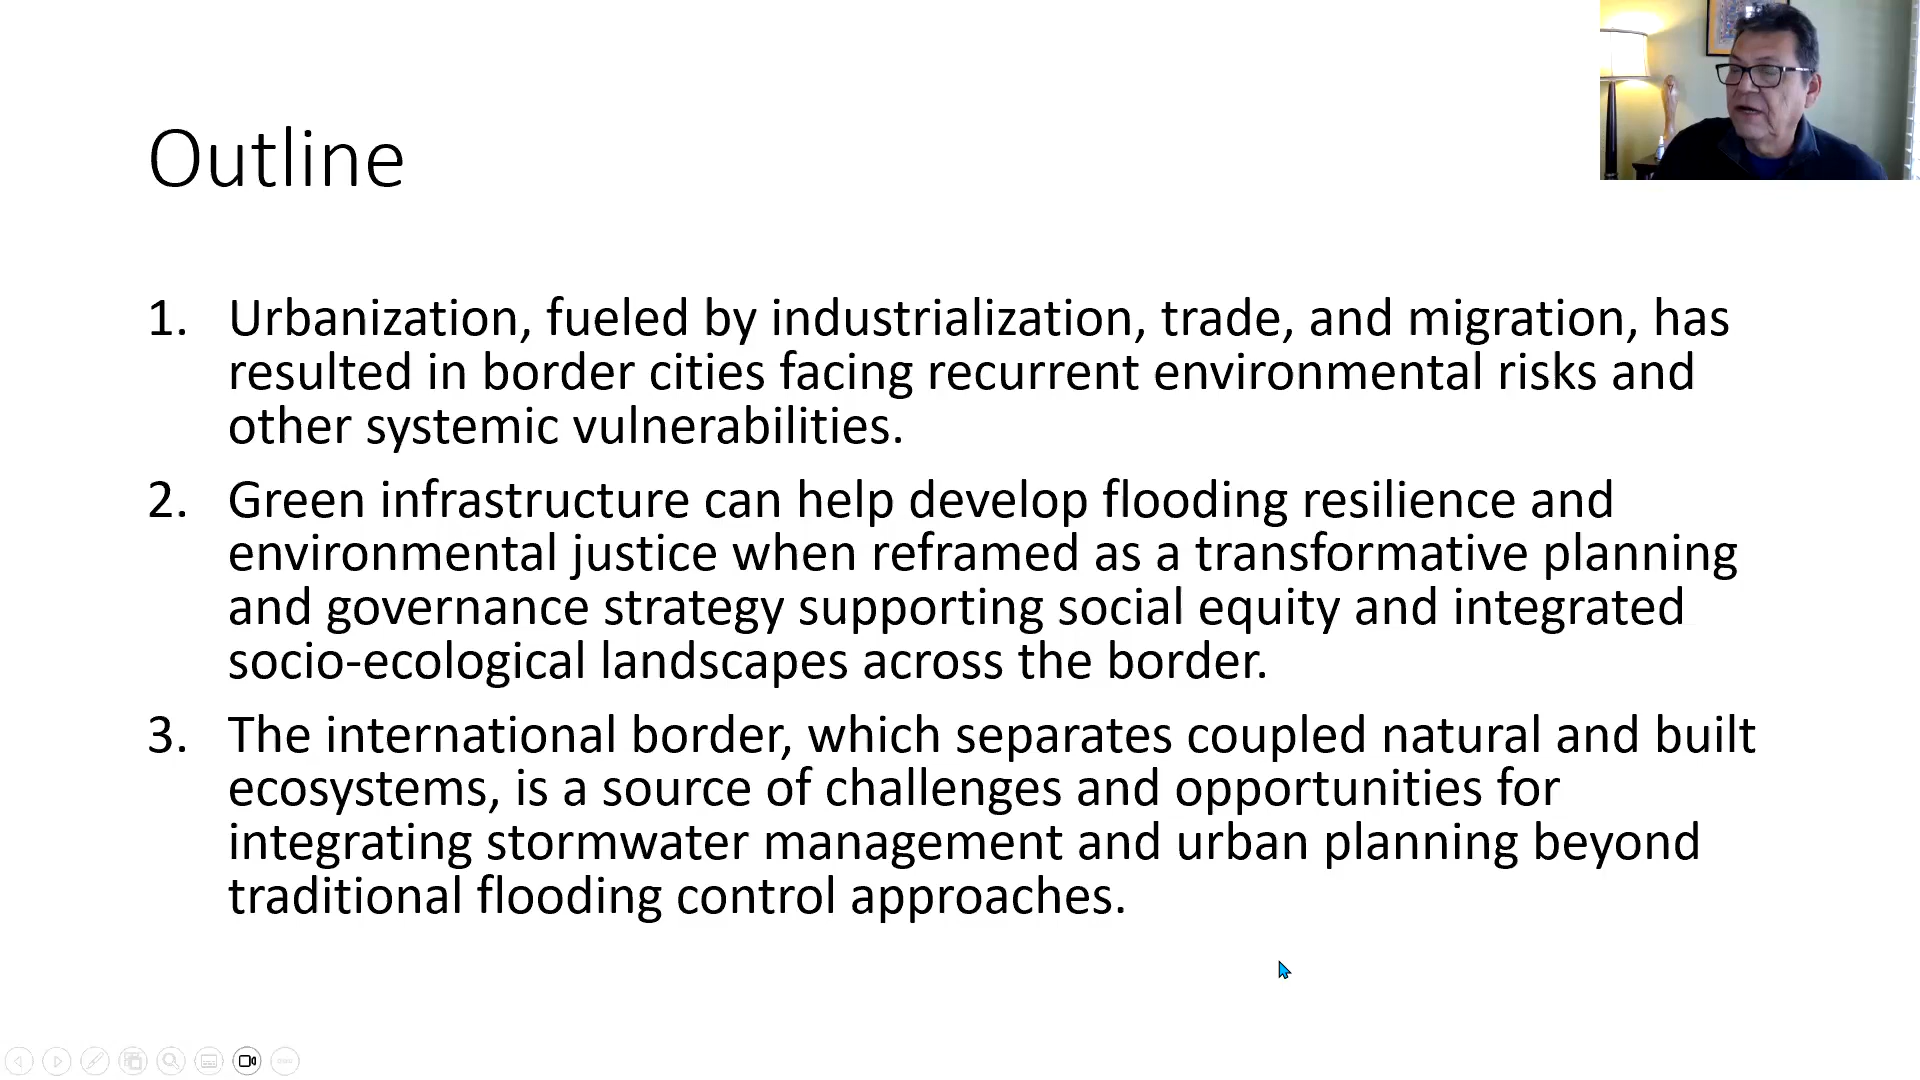 Outline
1. Urbanization, fueled by industrialization, trade, and migration, has
resulted in border cities facing recurrent environmental risks and
other systemic vulnerabilities.
2. Green infrastructure can help develop flooding resilience and
environmental justice when reframed as a transformative planning
and governance strategy supporting social equity and integrated
socio-ecological landscapes across the border.
3. The international border, which separates coupled natural and built
ecosystems, is a source of challenges and opportunities for
integrating stormwater management and urban planning beyond
traditional flooding control approaches.